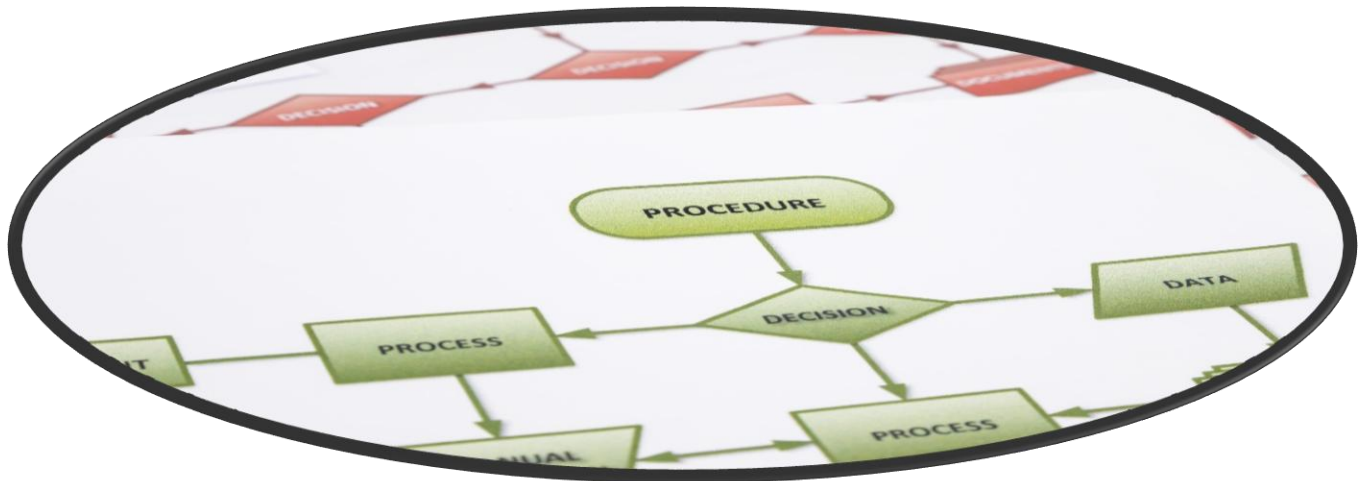 DECISION
DECISION
PROCEDURE
DATA
DECISION
PROCESS
PROCESS